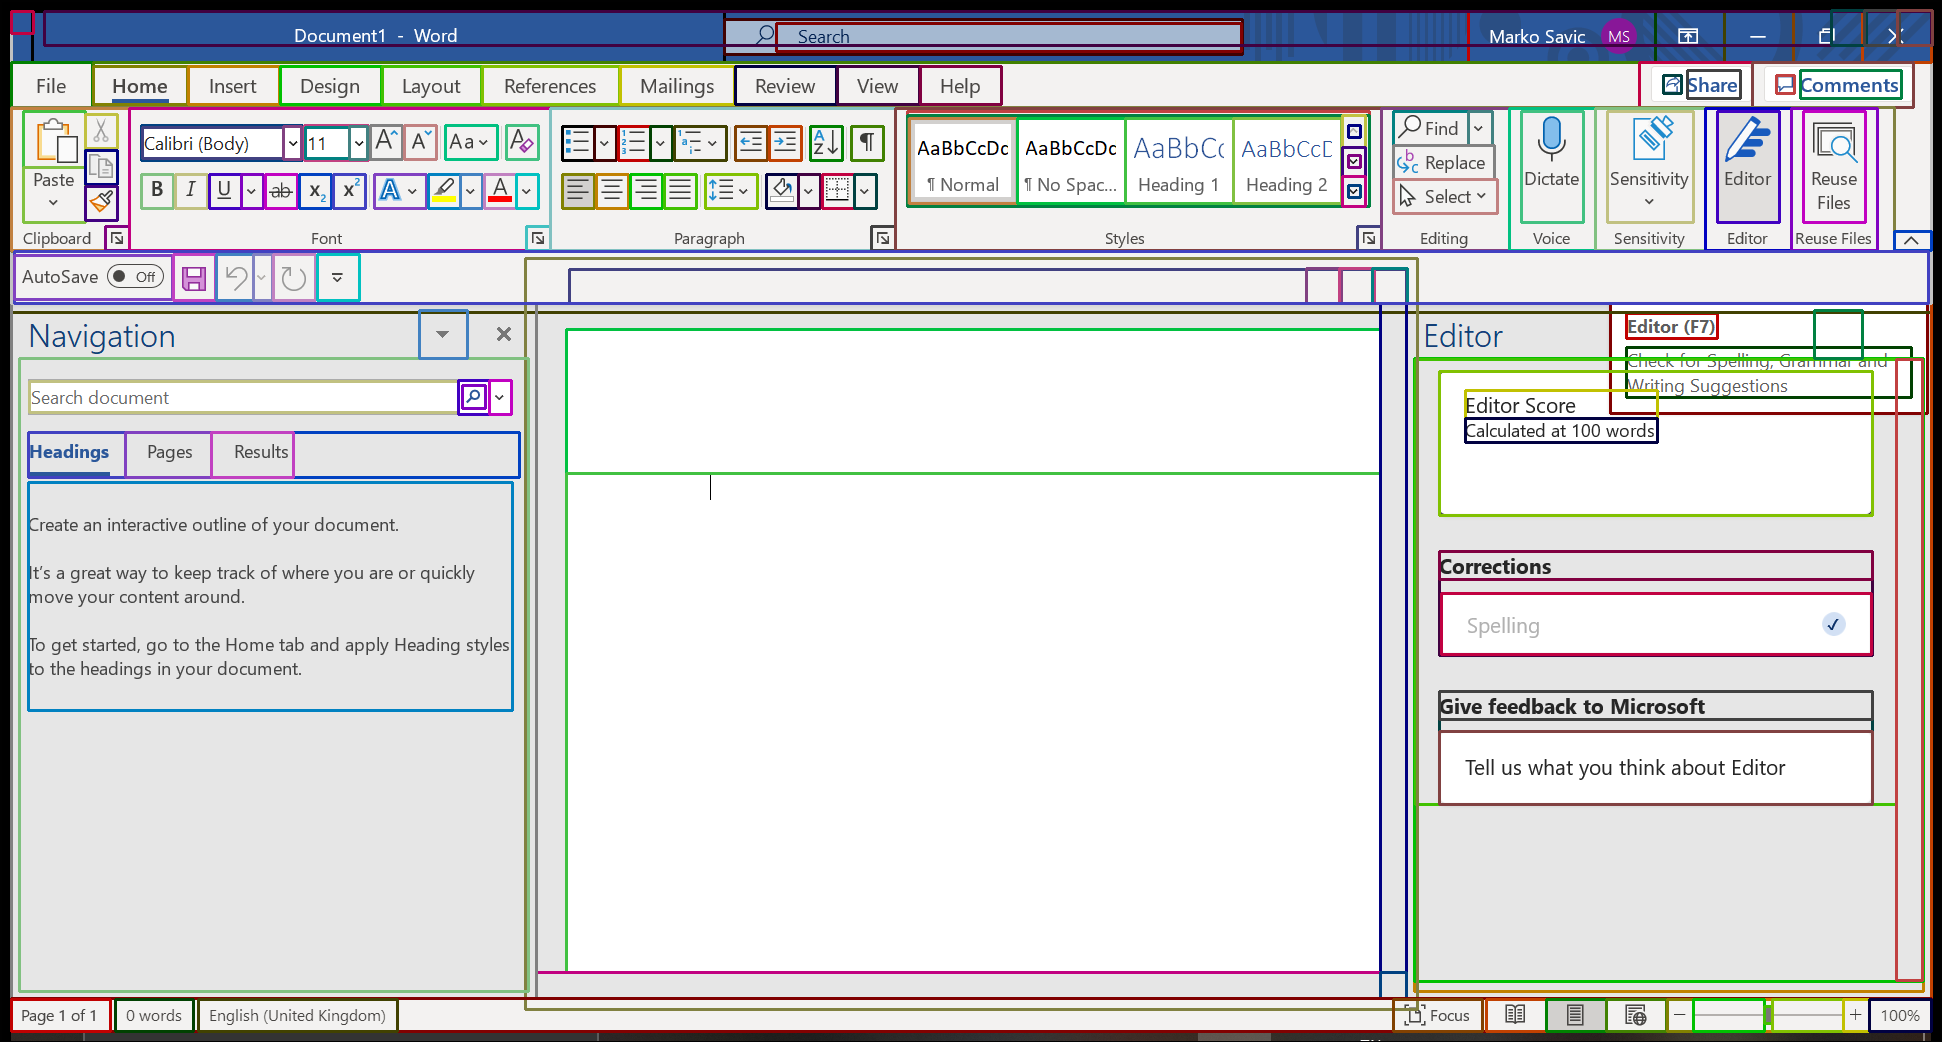 Document1 - Word
Search
Marko Savic
MS
File
Home
Insert
Design
Layout
References
Mailings
Review
View
Help
Share
Comments
Paste
Clipboard
Calibri (Body)
11
Aa
B I U ab x₂ x²
A
A
Font
Paragraph
AaBbCcDc
¶ Normal
AaBbCcDc
¶ No Spac...
AaBbCc
Heading 1
AaBbCcD
Heading 2
Styles
Find
Replace
Select
Editing
Dictate
Voice
Sensitivity
Sensitivity
Editor
Editor
Reuse
Files
Reuse Files
AutoSave
Off
Navigation
Search document
Headings
Pages
Results
Create an interactive outline of your document.
It's a great way to keep track of where you are or quickly
move your content around.
To get started, go to the Home tab and apply Heading styles
to the headings in your document.
Editor
Editor (F7)
Check for Spelling, Grammar and
Writing Suggestions
Editor Score
Calculated at 100 words
Corrections
Spelling
Give feedback to Microsoft
Tell us what you think about Editor
Page 1 of 1
0 words
English (United Kingdom)
Focus
100%